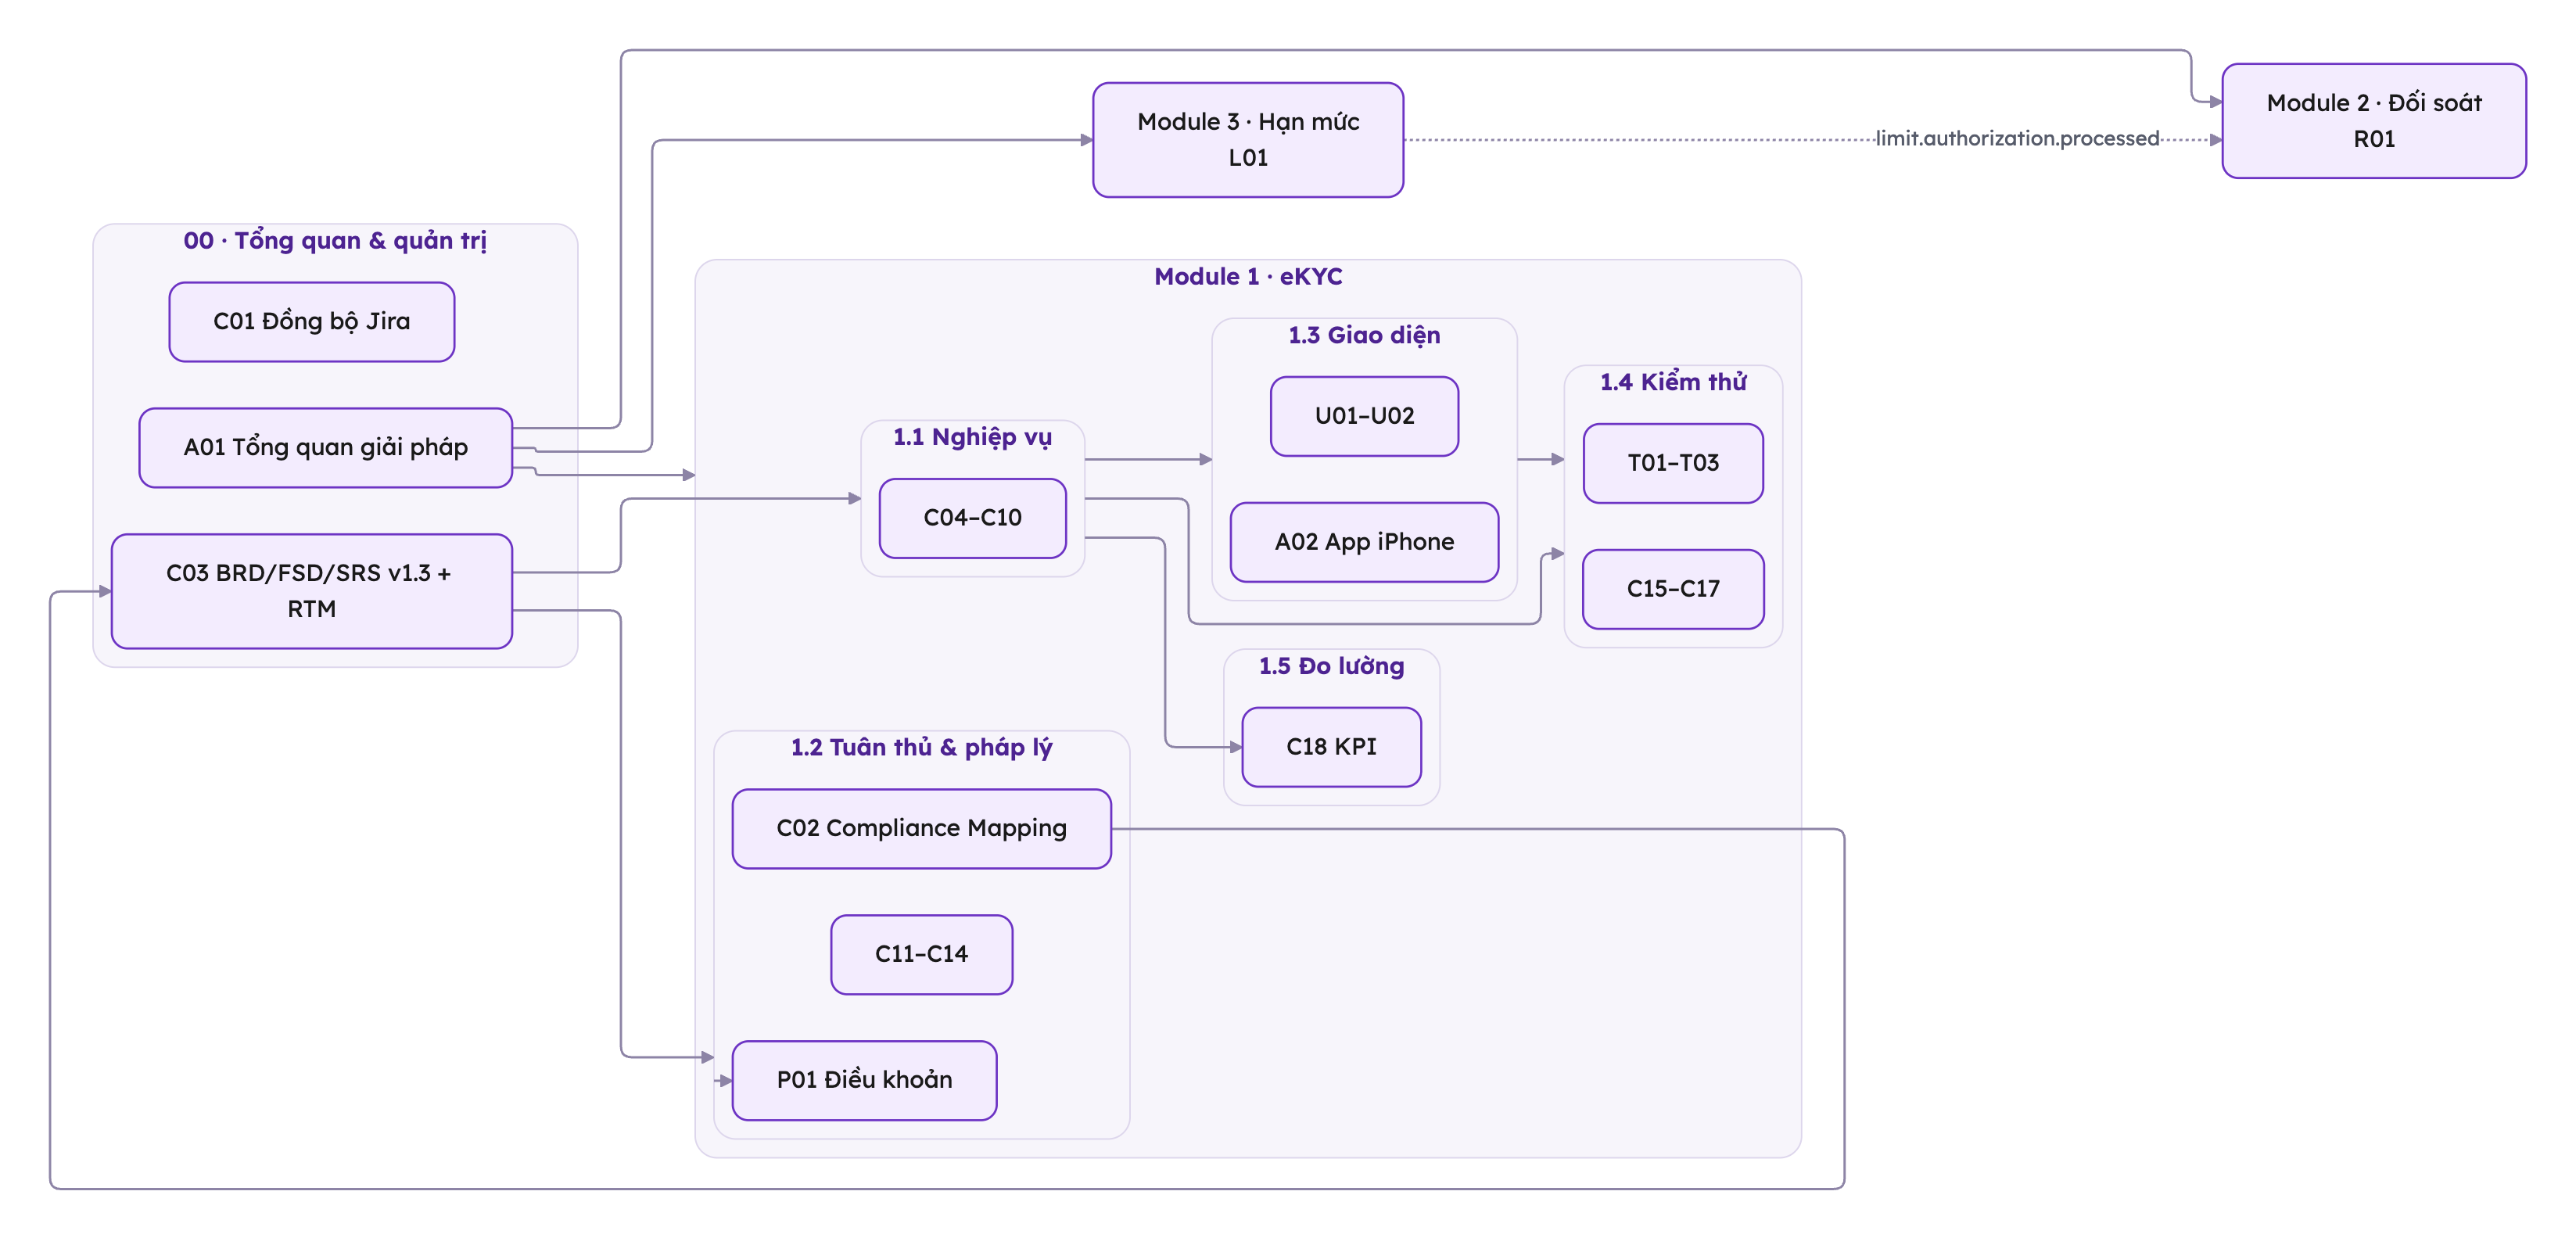 Module 3 · Hạn mức
L01
limit.authorization.processed
Module 2 · Đối soát
R01
00 · Tổng quan & quản trị
C01 Đồng bộ Jira
A01 Tổng quan giải pháp
C03 BRD/FSD/SRS v1.3 +
RTM
Module 1 · eKYC
1.1 Nghiệp vụ
C04–C10
1.3 Giao diện
U01–U02
A02 App iPhone
1.4 Kiểm thử
T01–T03
C15–C17
1.5 Đo lường
C18 KPI
1.2 Tuân thủ & pháp lý
C02 Compliance Mapping
C11–C14
P01 Điều khoản